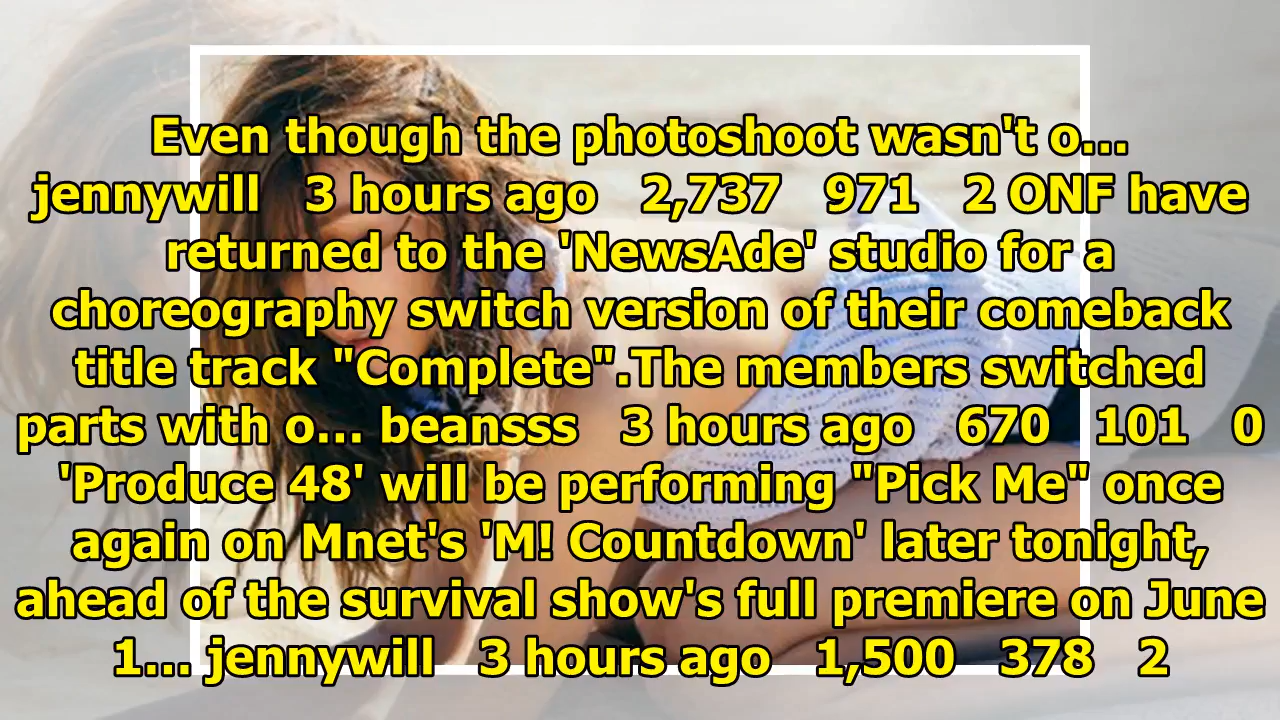 Even though the photoshoot wasn't o...
jennywill 3 hours ago 2,737 971 2 ONF have
returned to the 'NewsAde' studio for a
choreography switch version of their comeback
title track "Complete".The members switched
parts with o... beansss 3 hours ago 670 101 0
'Produce 48' will be performing "Pick Me" once
again on Mnet's 'M! Countdown' later tonight,
ahead of the survival show's full premiere on June
1... jennywill 3 hours ago 1,500 378 2